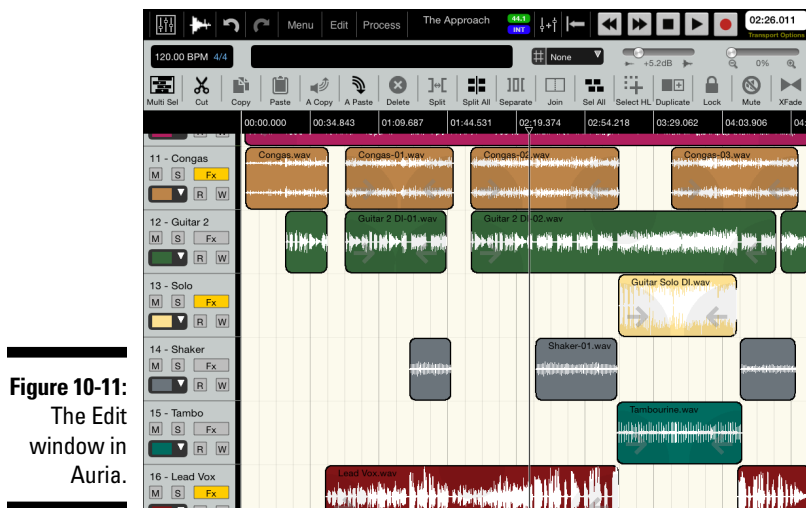 Menu Edit Process The Approach 44.1 INT 02:26.011
Transport Options
120.00 BPM 4/4 None +5.2dB 0%
Multi Sel Cut Copy Paste A Copy A Paste Delete Split Split All Separate Join Sel All Select HL Duplicate Lock Mute XFade
00:00.000 00:34.843 01:09.687 01:44.531 02:19.374 02:54.218 03:29.062 04:03.906 04:
11 - Congas
Congas.wav Congas-01.wav Congas-02.wav Congas-03.wav
M S Fx
R W
12 - Guitar 2
Guitar 2 DI-01.wav Guitar 2 DI-02.wav
M S Fx
R W
13 - Solo
Guitar Solo DI.wav
M S Fx
R W
14 - Shaker
Shaker-01.wav
M S Fx
R W
15 - Tambo
Tambourine.wav
M S Fx
R W
16 - Lead Vox
Lead Vox.wav
M S Fx
Figure 10-11:
The Edit
window in
Auria.